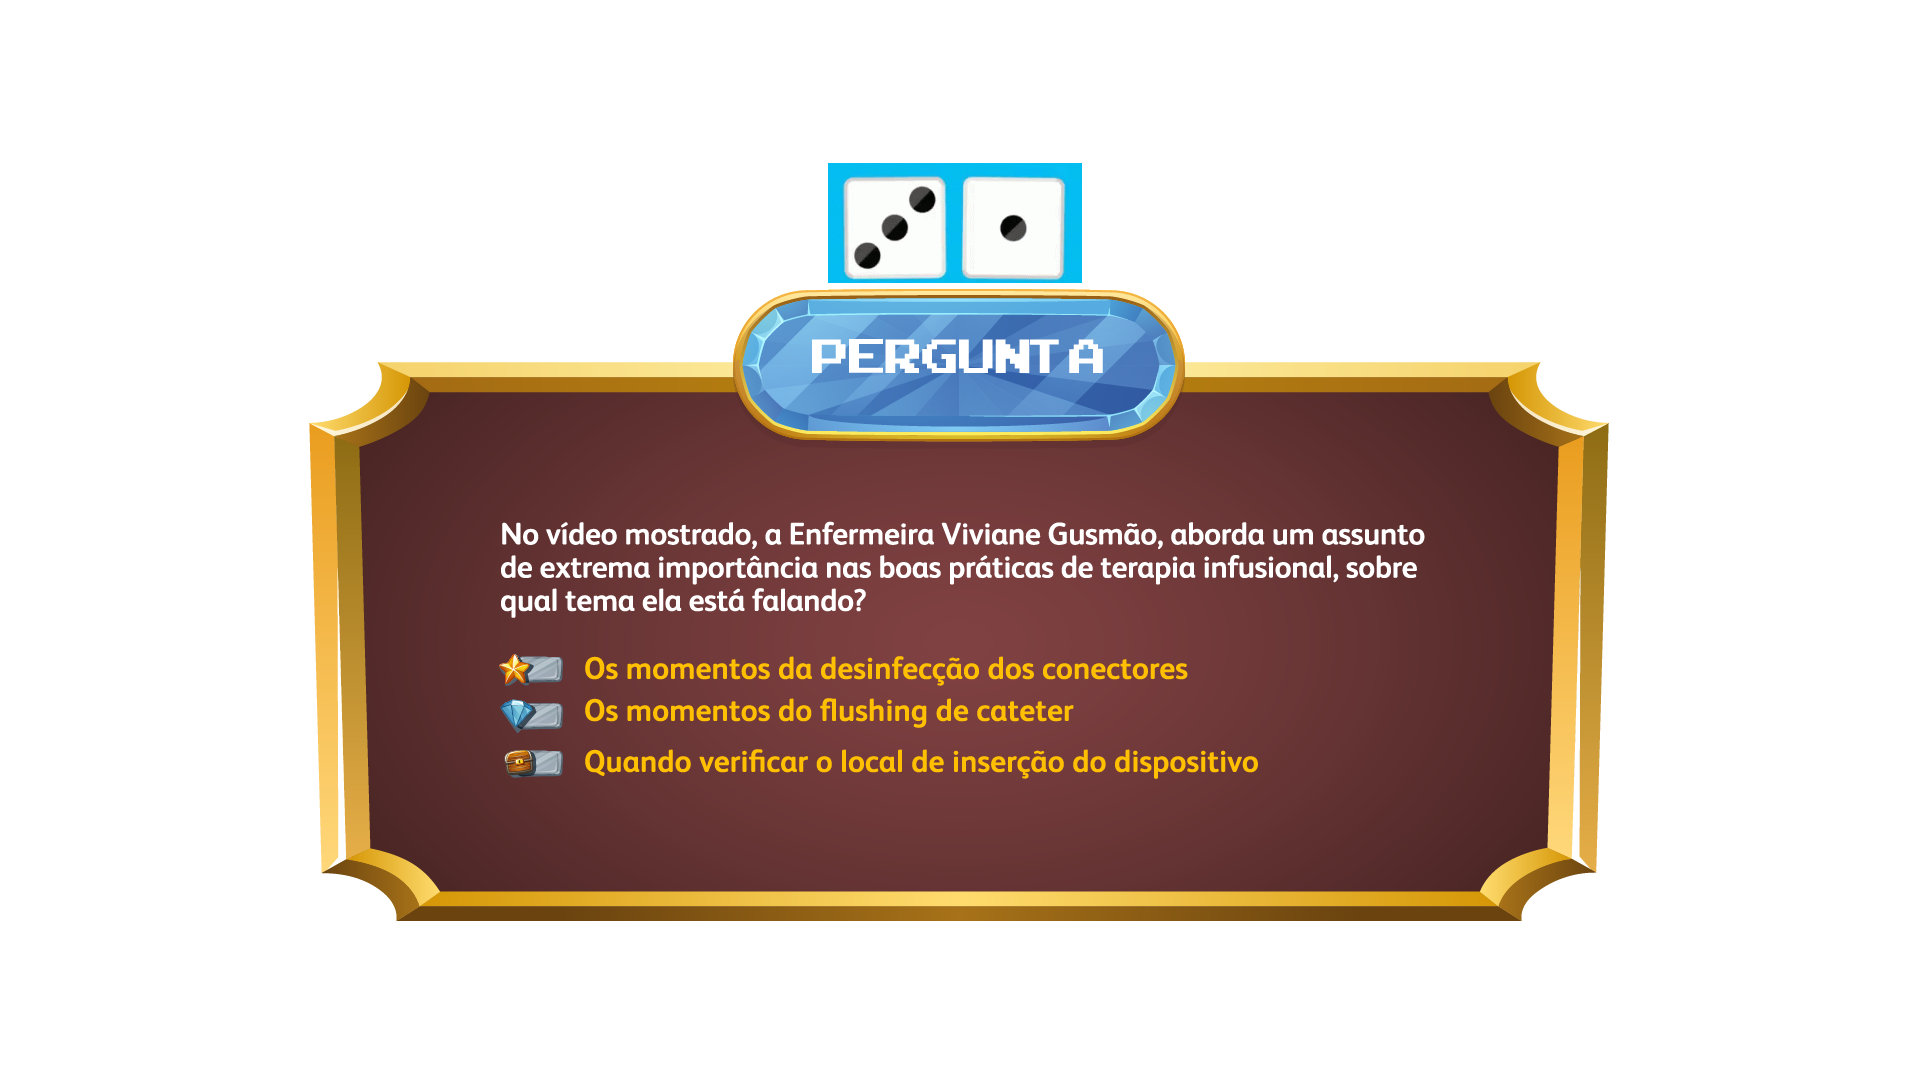 PERGUNTA
No vídeo mostrado, a Enfermeira Viviane Gusmão, aborda um assunto
de extrema importância nas boas práticas de terapia infusional, sobre
qual tema ela está falando?
Os momentos da desinfecção dos conectores
Os momentos do flushing de cateter
Quando verificar o local de inserção do dispositivo